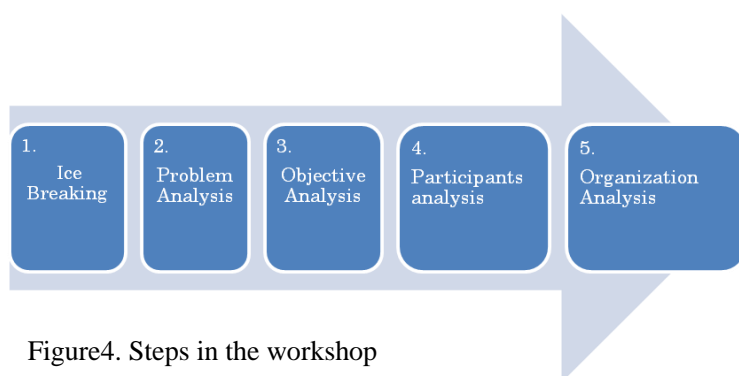 1.
Ice
Breaking
2.
Problem
Analysis
3.
Objective
Analysis
4.
Participants
analysis
5.
Organization
Analysis
Figure4. Steps in the workshop